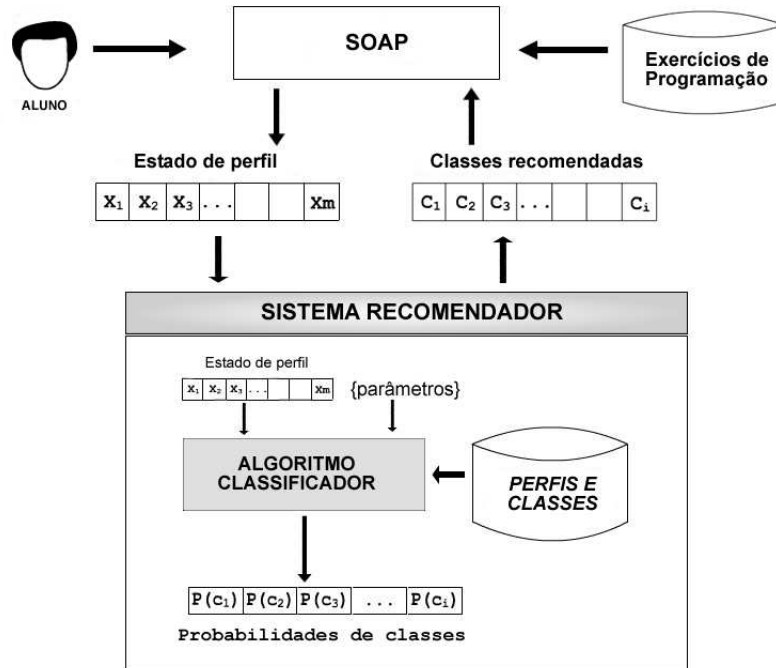 SOAP
ALUNO
Exercícios de
Programação
Estado de perfil
Classes recomendadas
X₁ X₂ X₃ ... Xm
C₁ C₂ C₃ ... Cᵢ
SISTEMA RECOMENDADOR
Estado de perfil
X₁ X₂ X₃ ... Xm
{parâmetros}
ALGORITMO
CLASSIFICADOR
PERFIS E
CLASSES
P(c₁) P(c₂) P(c₃) ... P(cᵢ)
Probabilidades de classes